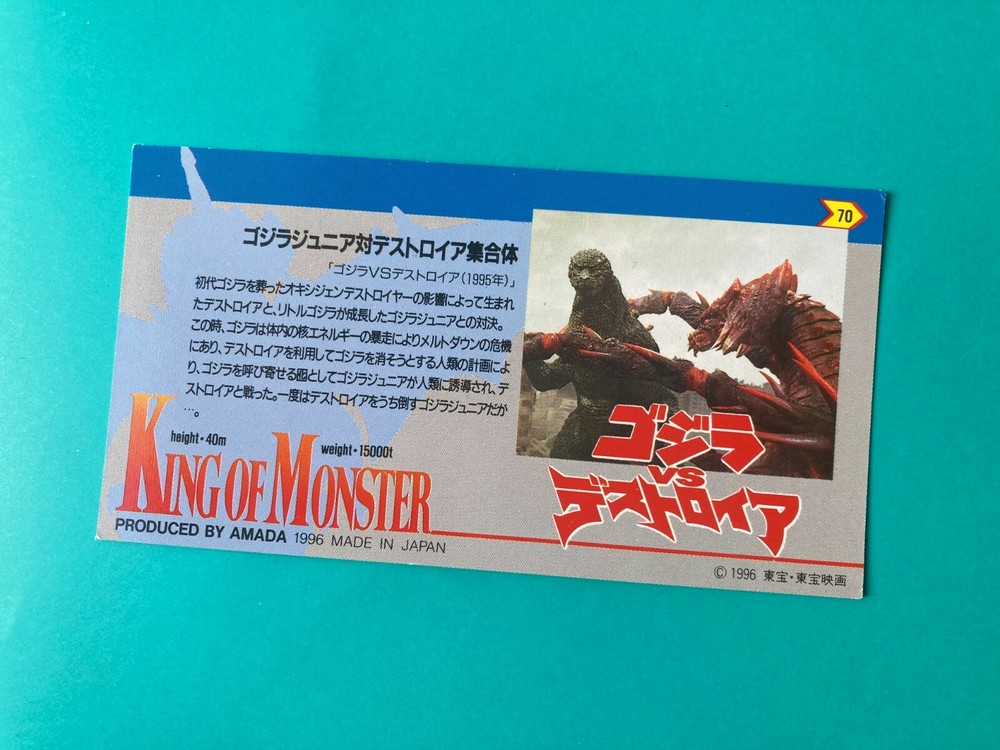 70
ゴジラジュニア対デストロイア集合体
「ゴジラVSデストロイア(1995年)」
初代ゴジラを葬ったオキシジェンデストロイヤーの影響によって生まれ
たデストロイアと、リトルゴジラが成長したゴジラジュニアとの対決。
この時、ゴジラは体内の核エネルギーの暴走によりメルトダウンの危機
にあり、デストロイアを利用してゴジラを消そうとする人類の計画によ
り、ゴジラを呼び寄せる囮としてゴジラジュニアが人類に誘導され、デ
ストロイアと戦った。一度はデストロイアをうち倒すゴジラジュニアだが
…。
height・40m
weight・15000t
KING OF MONSTER
PRODUCED BY AMADA 1996 MADE IN JAPAN
ゴジラ
VS
デストロイア
© 1996 東宝・東宝映画